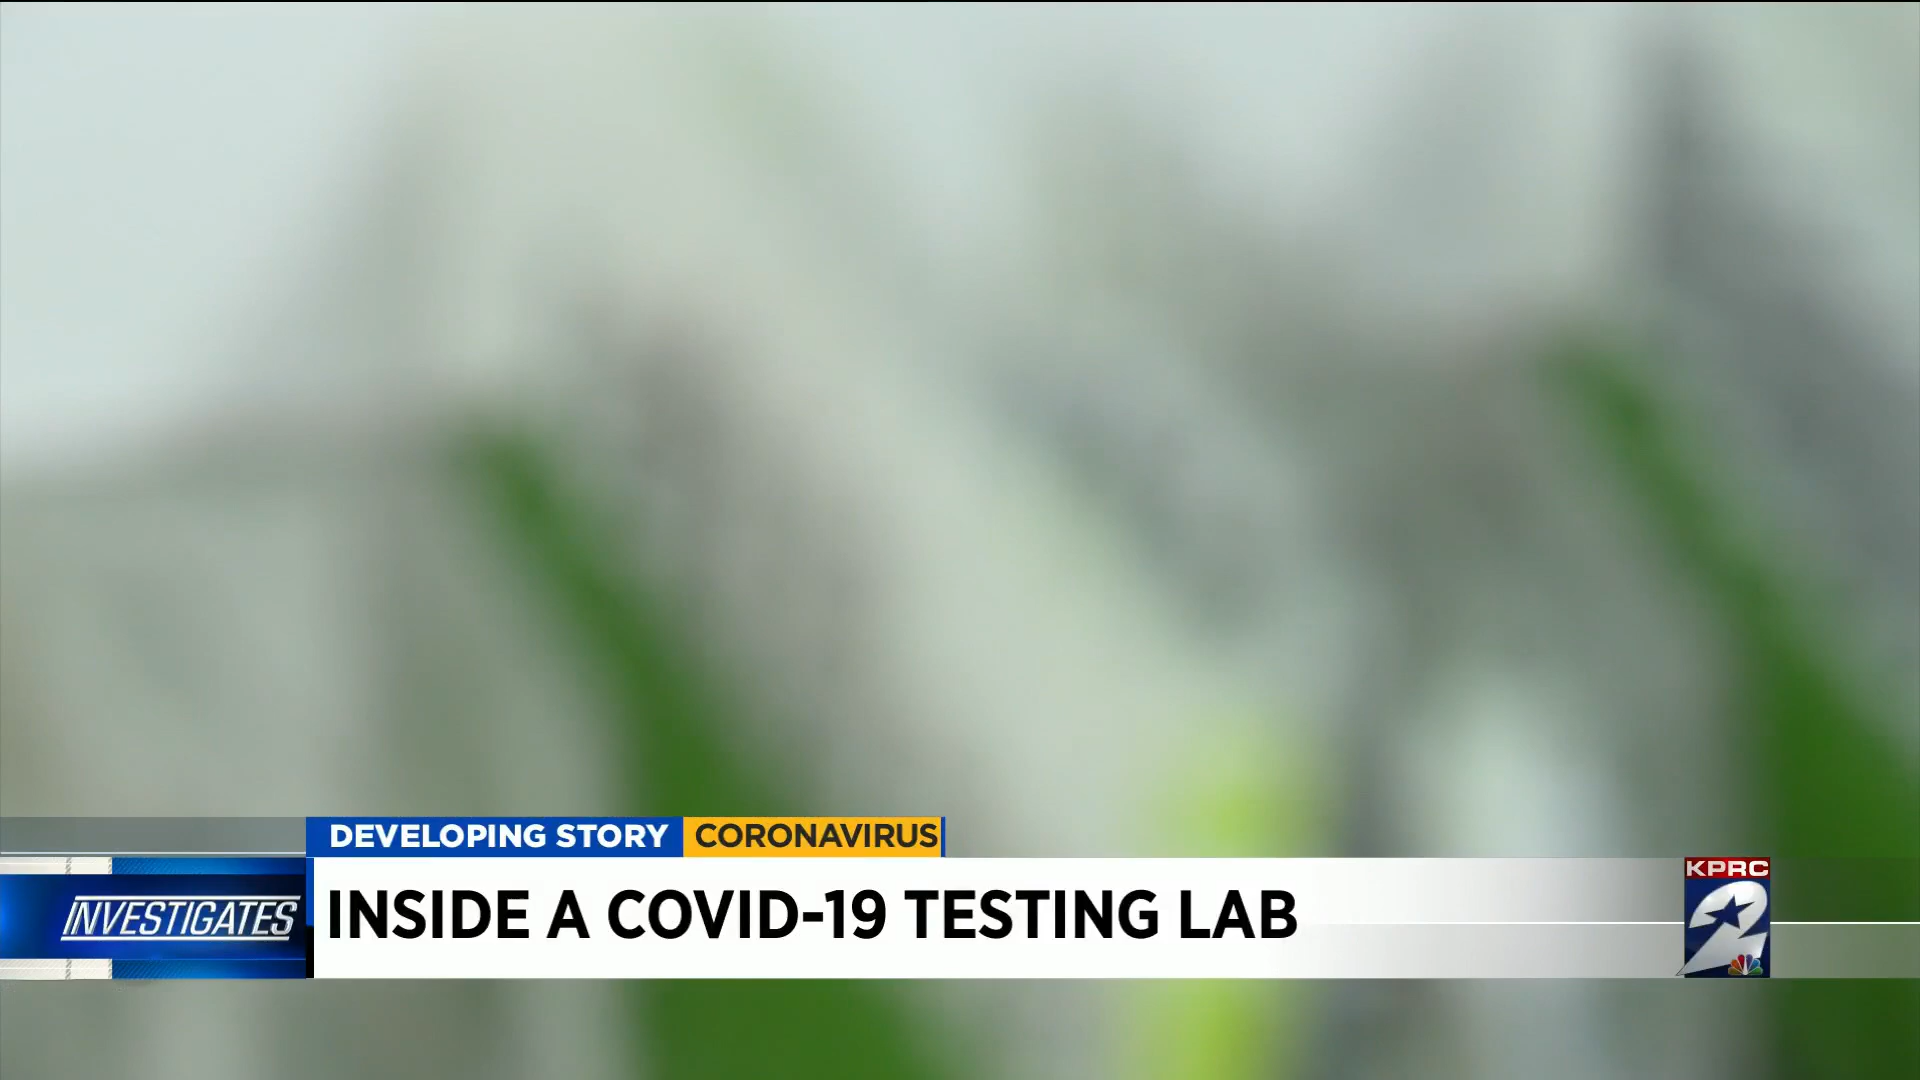 DEVELOPING STORY CORONAVIRUS
INVESTIGATES
INSIDE A COVID-19 TESTING LAB
KPRC
2